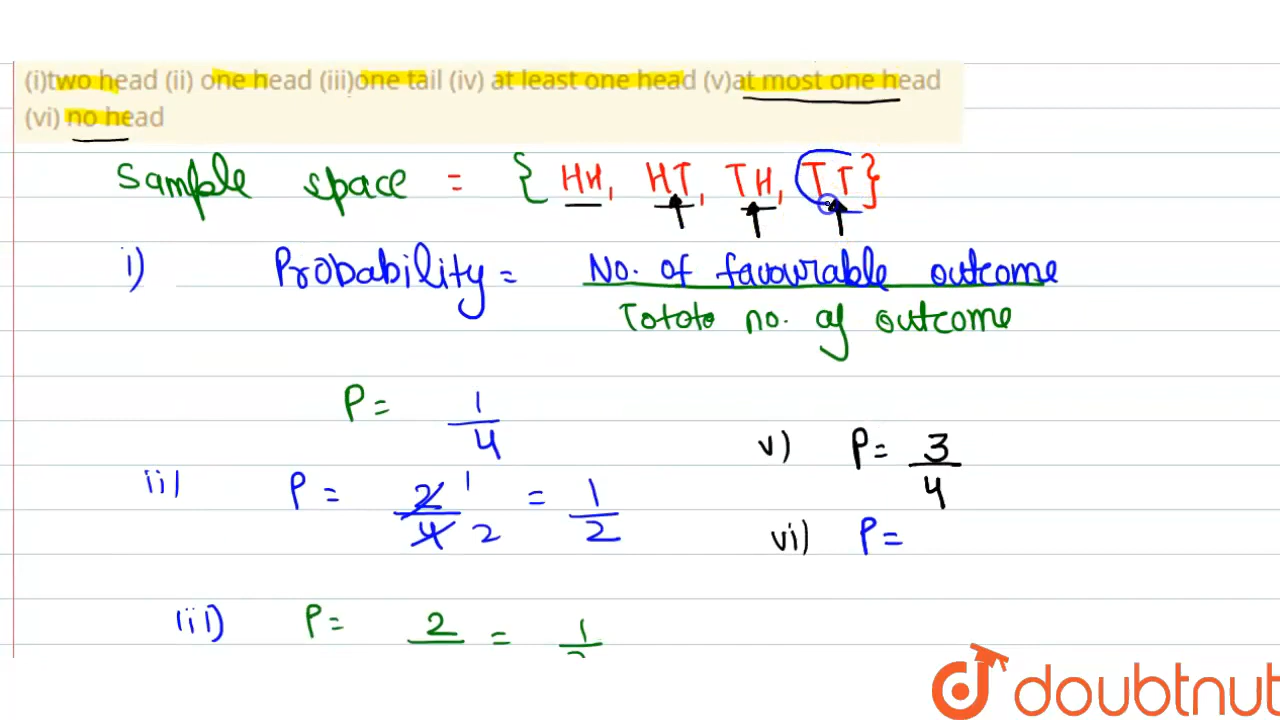 (i)two head (ii) one head (iii)one tail (iv) at least one head (v)at most one head
(vi) no head
Sample space = { HH, HT, TH, TT}
i) Probability = No. of favourable outcome
Tototo no. of outcome
P = 1
4
ii) P = 2 1 = 1
4 2 2
v) P = 3
4
vi) P =
iii) P = 2 = 1
doubtnut